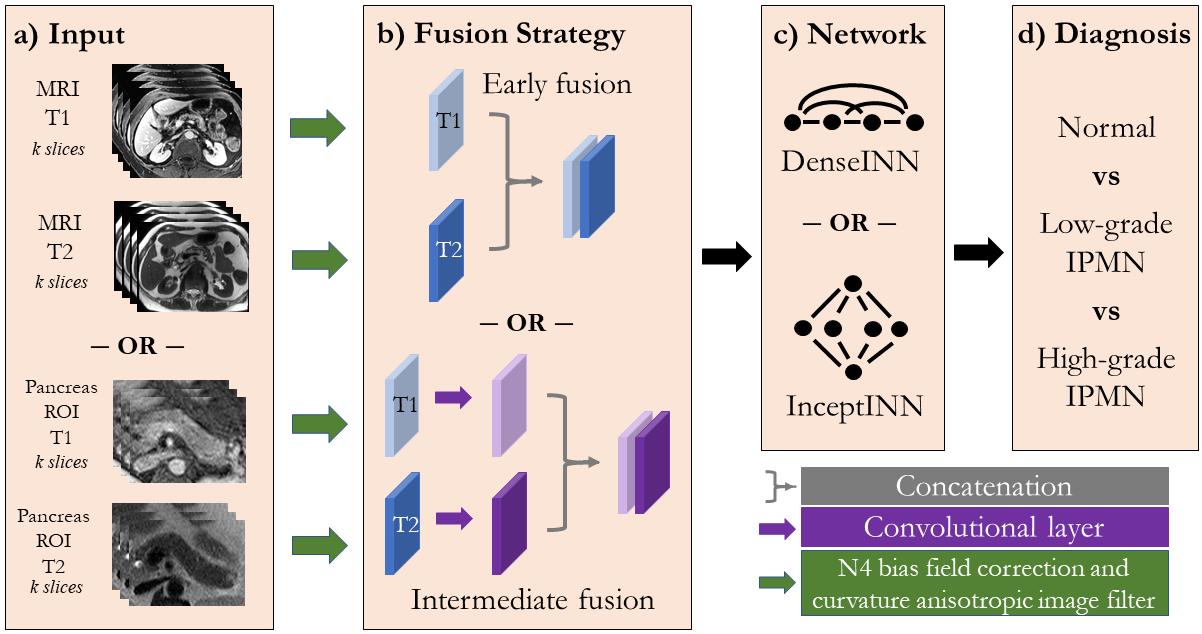 a) Input
MRI
T1
k slices
MRI
T2
k slices
— OR —
Pancreas
ROI
T1
k slices
Pancreas
ROI
T2
k slices
b) Fusion Strategy
Early fusion
T1
T2
— OR —
T1
T2
Intermediate fusion
c) Network
DenseINN
— OR —
InceptINN
d) Diagnosis
Normal
vs
Low-grade
IPMN
vs
High-grade
IPMN
Concatenation
Convolutional layer
N4 bias field correction and
curvature anisotropic image filter